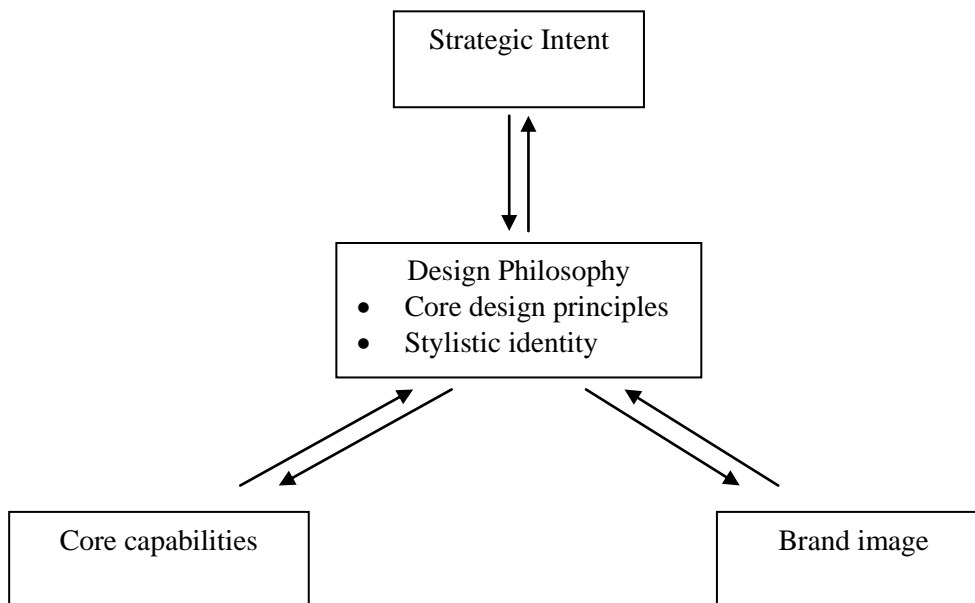 Strategic Intent
Design Philosophy
• Core design principles
• Stylistic identity
Core capabilities
Brand image